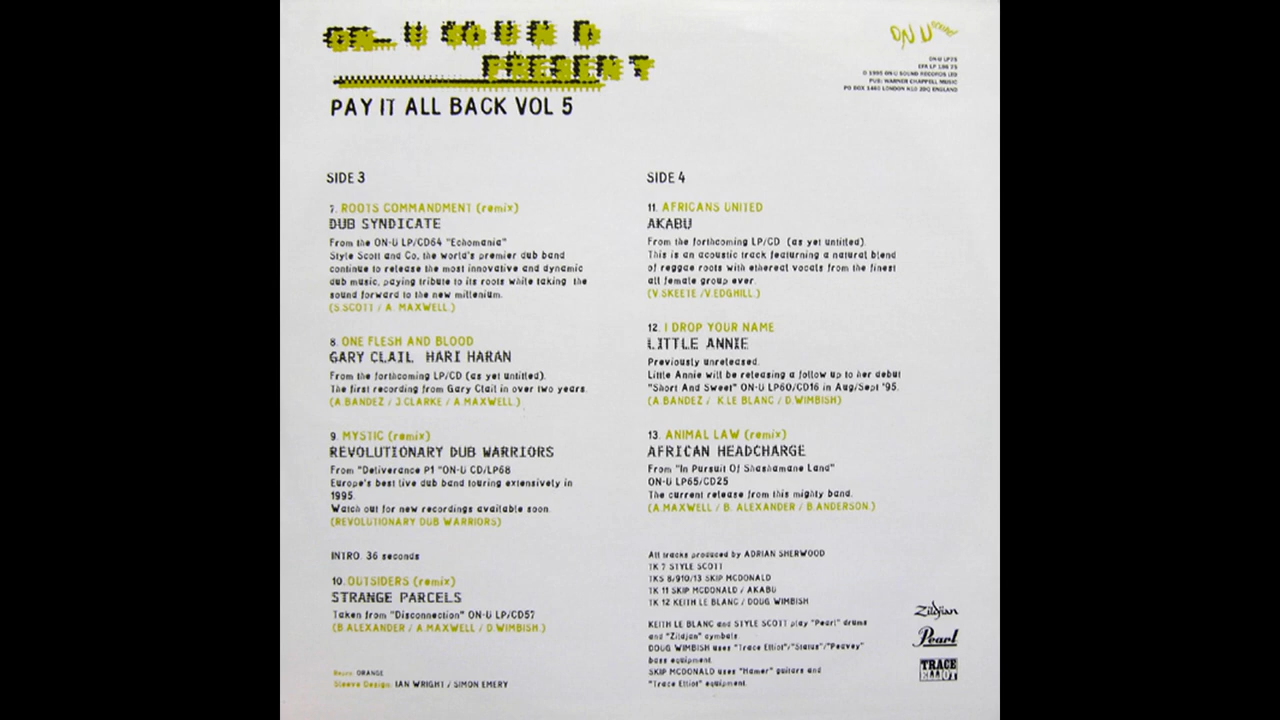 ON-U SOUND
PRESENT
PAY IT ALL BACK VOL 5
ON U sound
ON-U LP75
EFA LP 186 75
© 1995 ON-U SOUND RECORDS LTD
PUB: WARNER CHAPPELL MUSIC
PO BOX 1440 LONDON ENGLAND
SIDE 3
7. ROOTS COMMANDMENT (remix)
DUB SYNDICATE
From the ON-U LP/CD64 "Echomania"
Style Scott and Co, the world's premier dub band
continue to release the most innovative and dynamic
dub music, paying tribute to its roots while taking the
sound forward to the new millenium.
(S.SCOTT / A. MAXWELL.)
8. ONE FLESH AND BLOOD
GARY CLAIL HARI HARAN
From the forthcoming LP/CD (as yet untitled).
The first recording from Gary Clail in over two years.
(A.BANDEZ / J.CLARKE / A.MAXWELL.)
9. MYSTIC (remix)
REVOLUTIONARY DUB WARRIORS
From "Deliverance P1 "ON-U CD/LP68
Europe's best live dub band touring extensively in
1995.
Watch out for new recordings available soon.
(REVOLUTIONARY DUB WARRIORS)
INTRO. 36 seconds
10. OUTSIDERS (remix)
STRANGE PARCELS
Taken from "Disconnection" ON-U LP/CD57
(B.ALEXANDER / A.MAXWELL / D.WIMBISH.)
Repro: ORANGE
Sleeve Design: IAN WRIGHT / SIMON EMERY
SIDE 4
11. AFRICANS UNITED
AKABU
From the forthcoming LP/CD (as yet untitled).
This is an acoustic track featurning a natural blend
of reggae roots with ethereal vocals from the finest
all female group ever.
(V.SKEETE /V.EDGHILL.)
12. I DROP YOUR NAME
LITTLE ANNIE
Previously unreleased.
Little Annie will be releasing a follow up to her debut
"Short And Sweet" ON-U LP60/CD16 in Aug/Sept '95.
(A.BANDEZ / K.LE BLANC / D.WIMBISH)
13. ANIMAL LAW (remix)
AFRICAN HEADCHARGE
From "In Pursuit Of Shashamane Land"
ON-U LP65/CD25
The current release from this mighty band.
(A.MAXWELL / B. ALEXANDER / B.ANDERSON.)
All tracks produced by ADRIAN SHERWOOD
TK 7 STYLE SCOTT
TKS 8/910/13 SKIP MCDONALD
TK 11 SKIP MCDONALD / AKABU
TK 12 KEITH LE BLANC / DOUG WIMBISH
KEITH LE BLANC and STYLE SCOTT play "Pearl" drums
and "Zildjan" cymbals
DOUG WIMBISH uses "Trace Elliot"/"Status"/"Peavey"
bass equipment.
SKIP MCDONALD uses "Hamer" guitars and
"Trace Elliot" equipment.
Zildjian
Pearl
TRACE
ELLIOT